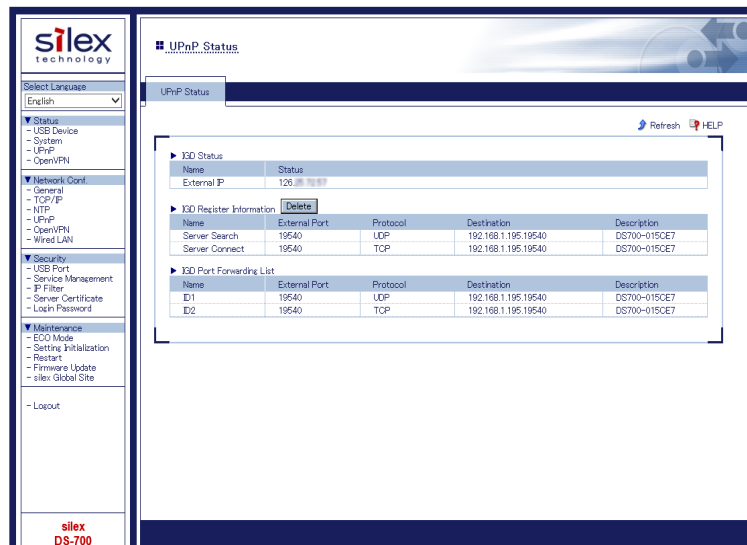 silex
technology
Select Language
English
▼ Status
- USB Device
- System
- UPnP
- OpenVPN
▼ Network Conf.
- General
- TCP/IP
- NTP
- UPnP
- OpenVPN
- Wired LAN
▼ Security
- USB Port
- Service Management
- IP Filter
- Server Certificate
- Login Password
▼ Maintenance
- ECO Mode
- Setting Initialization
- Restart
- Firmware Update
- silex Global Site
- Logout
silex
DS-700
UPnP Status
UPnP Status
Refresh HELP
IGD Status
Name Status
External IP 126.
IGD Register Information Delete
Name External Port Protocol Destination Description
Server Search 19540 UDP 192.168.1.195.19540 DS700-015CE7
Server Connect 19540 TCP 192.168.1.195.19540 DS700-015CE7
IGD Port Forwarding List
Name External Port Protocol Destination Description
ID1 19540 UDP 192.168.1.195.19540 DS700-015CE7
ID2 19540 TCP 192.168.1.195.19540 DS700-015CE7